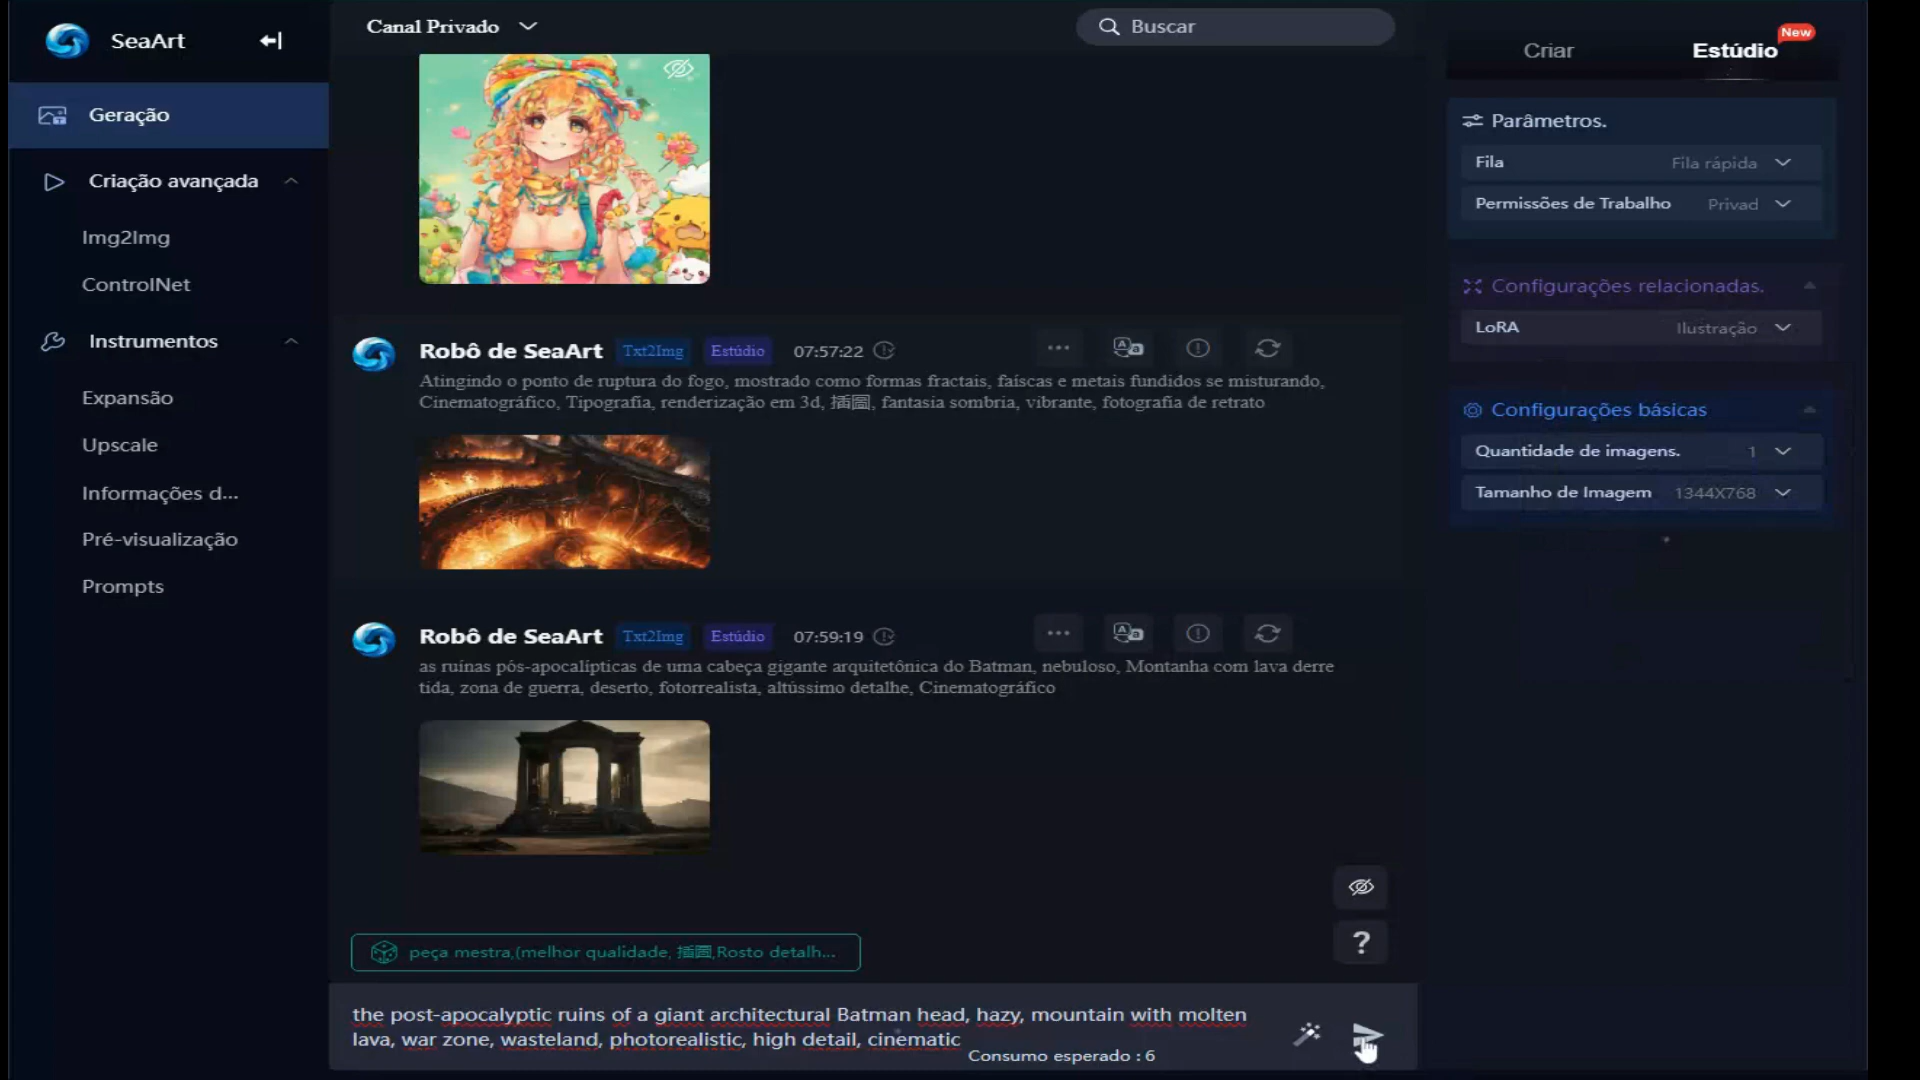 SeaArt
Geração
Criação avançada
Img2Img
ControlNet
Instrumentos
Expansão
Upscale
Informações d...
Pré-visualização
Prompts
Canal Privado
Buscar
Robô de SeaArt Txt2Img Estúdio 07:57:22
Atingindo o ponto de ruptura do fogo, mostrado como formas fractais, faíscas e metais fundidos se misturando,
Cinematográfico, Tipografia, renderização em 3d, 插圖, fantasia sombria, vibrante, fotografia de retrato
Robô de SeaArt Txt2Img Estúdio 07:59:19
as ruínas pós-apocalípticas de uma cabeça gigante arquitetônica do Batman, nebuloso, Montanha com lava derre
tida, zona de guerra, deserto, fotorrealista, altússimo detalhe, Cinematográfico
?
peça mestra,(melhor qualidade, 插圖,Rosto detalh...
the post-apocalyptic ruins of a giant architectural Batman head, hazy, mountain with molten
lava, war zone, wasteland, photorealistic, high detail, cinematic
Consumo esperado : 6
Criar
Estúdio
New
Parâmetros.
Fila Fila rápida
Permissões de Trabalho Privad
Configurações relacionadas.
LoRA Ilustração
Configurações básicas
Quantidade de imagens. 1
Tamanho de Imagem 1344X768